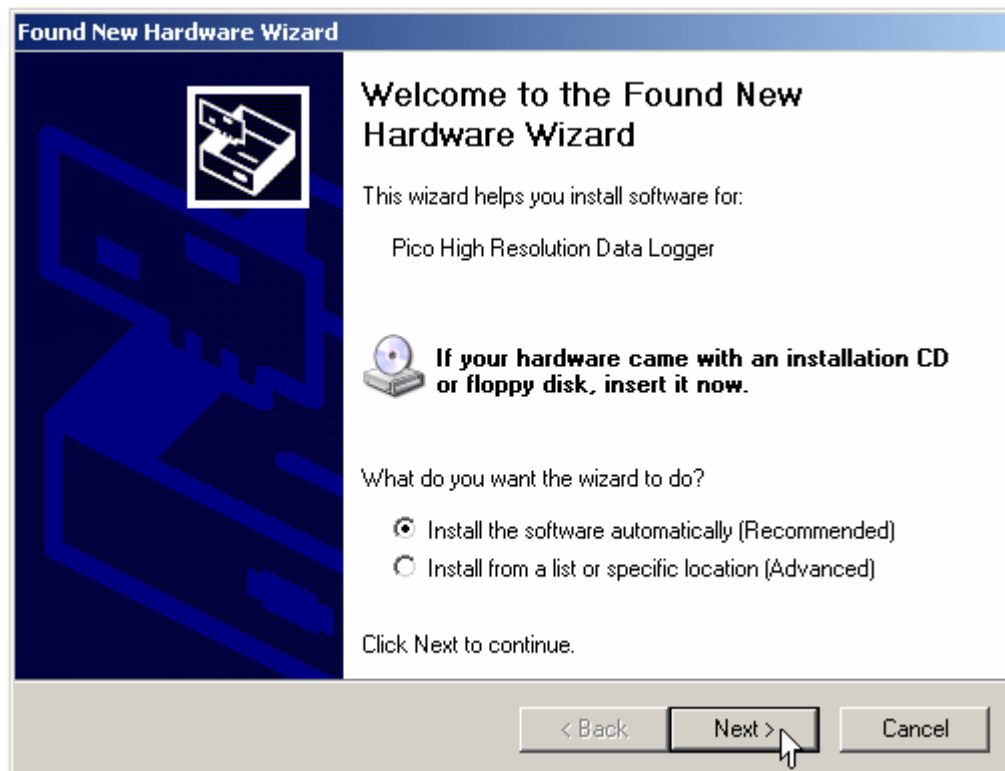 Found New Hardware Wizard
Welcome to the Found New
Hardware Wizard
This wizard helps you install software for:
Pico High Resolution Data Logger
If your hardware came with an installation CD
or floppy disk, insert it now.
What do you want the wizard to do?
Install the software automatically (Recommended)
Install from a list or specific location (Advanced)
Click Next to continue.
< Back
Next >
Cancel